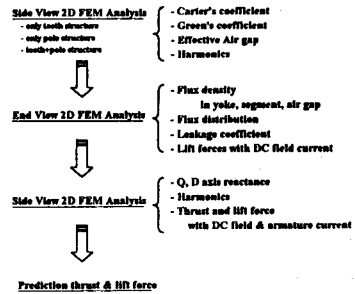 Side View 2D FEM Analysis
- only tooth structure
- only pole structure
- tooth+pole structure
- Carter's coefficient
- Green's coefficient
- Effective Air gap
- Harmonics
End View 2D FEM Analysis
- Flux density
in yoke, segment, air gap
- Flux distribution
- Leakage coefficient
- Lift forces with DC field current
Side View 2D FEM Analysis
- Q, D axis reactance
- Harmonics
- Thrust and lift force
with DC field & armature current
Prediction thrust & lift force